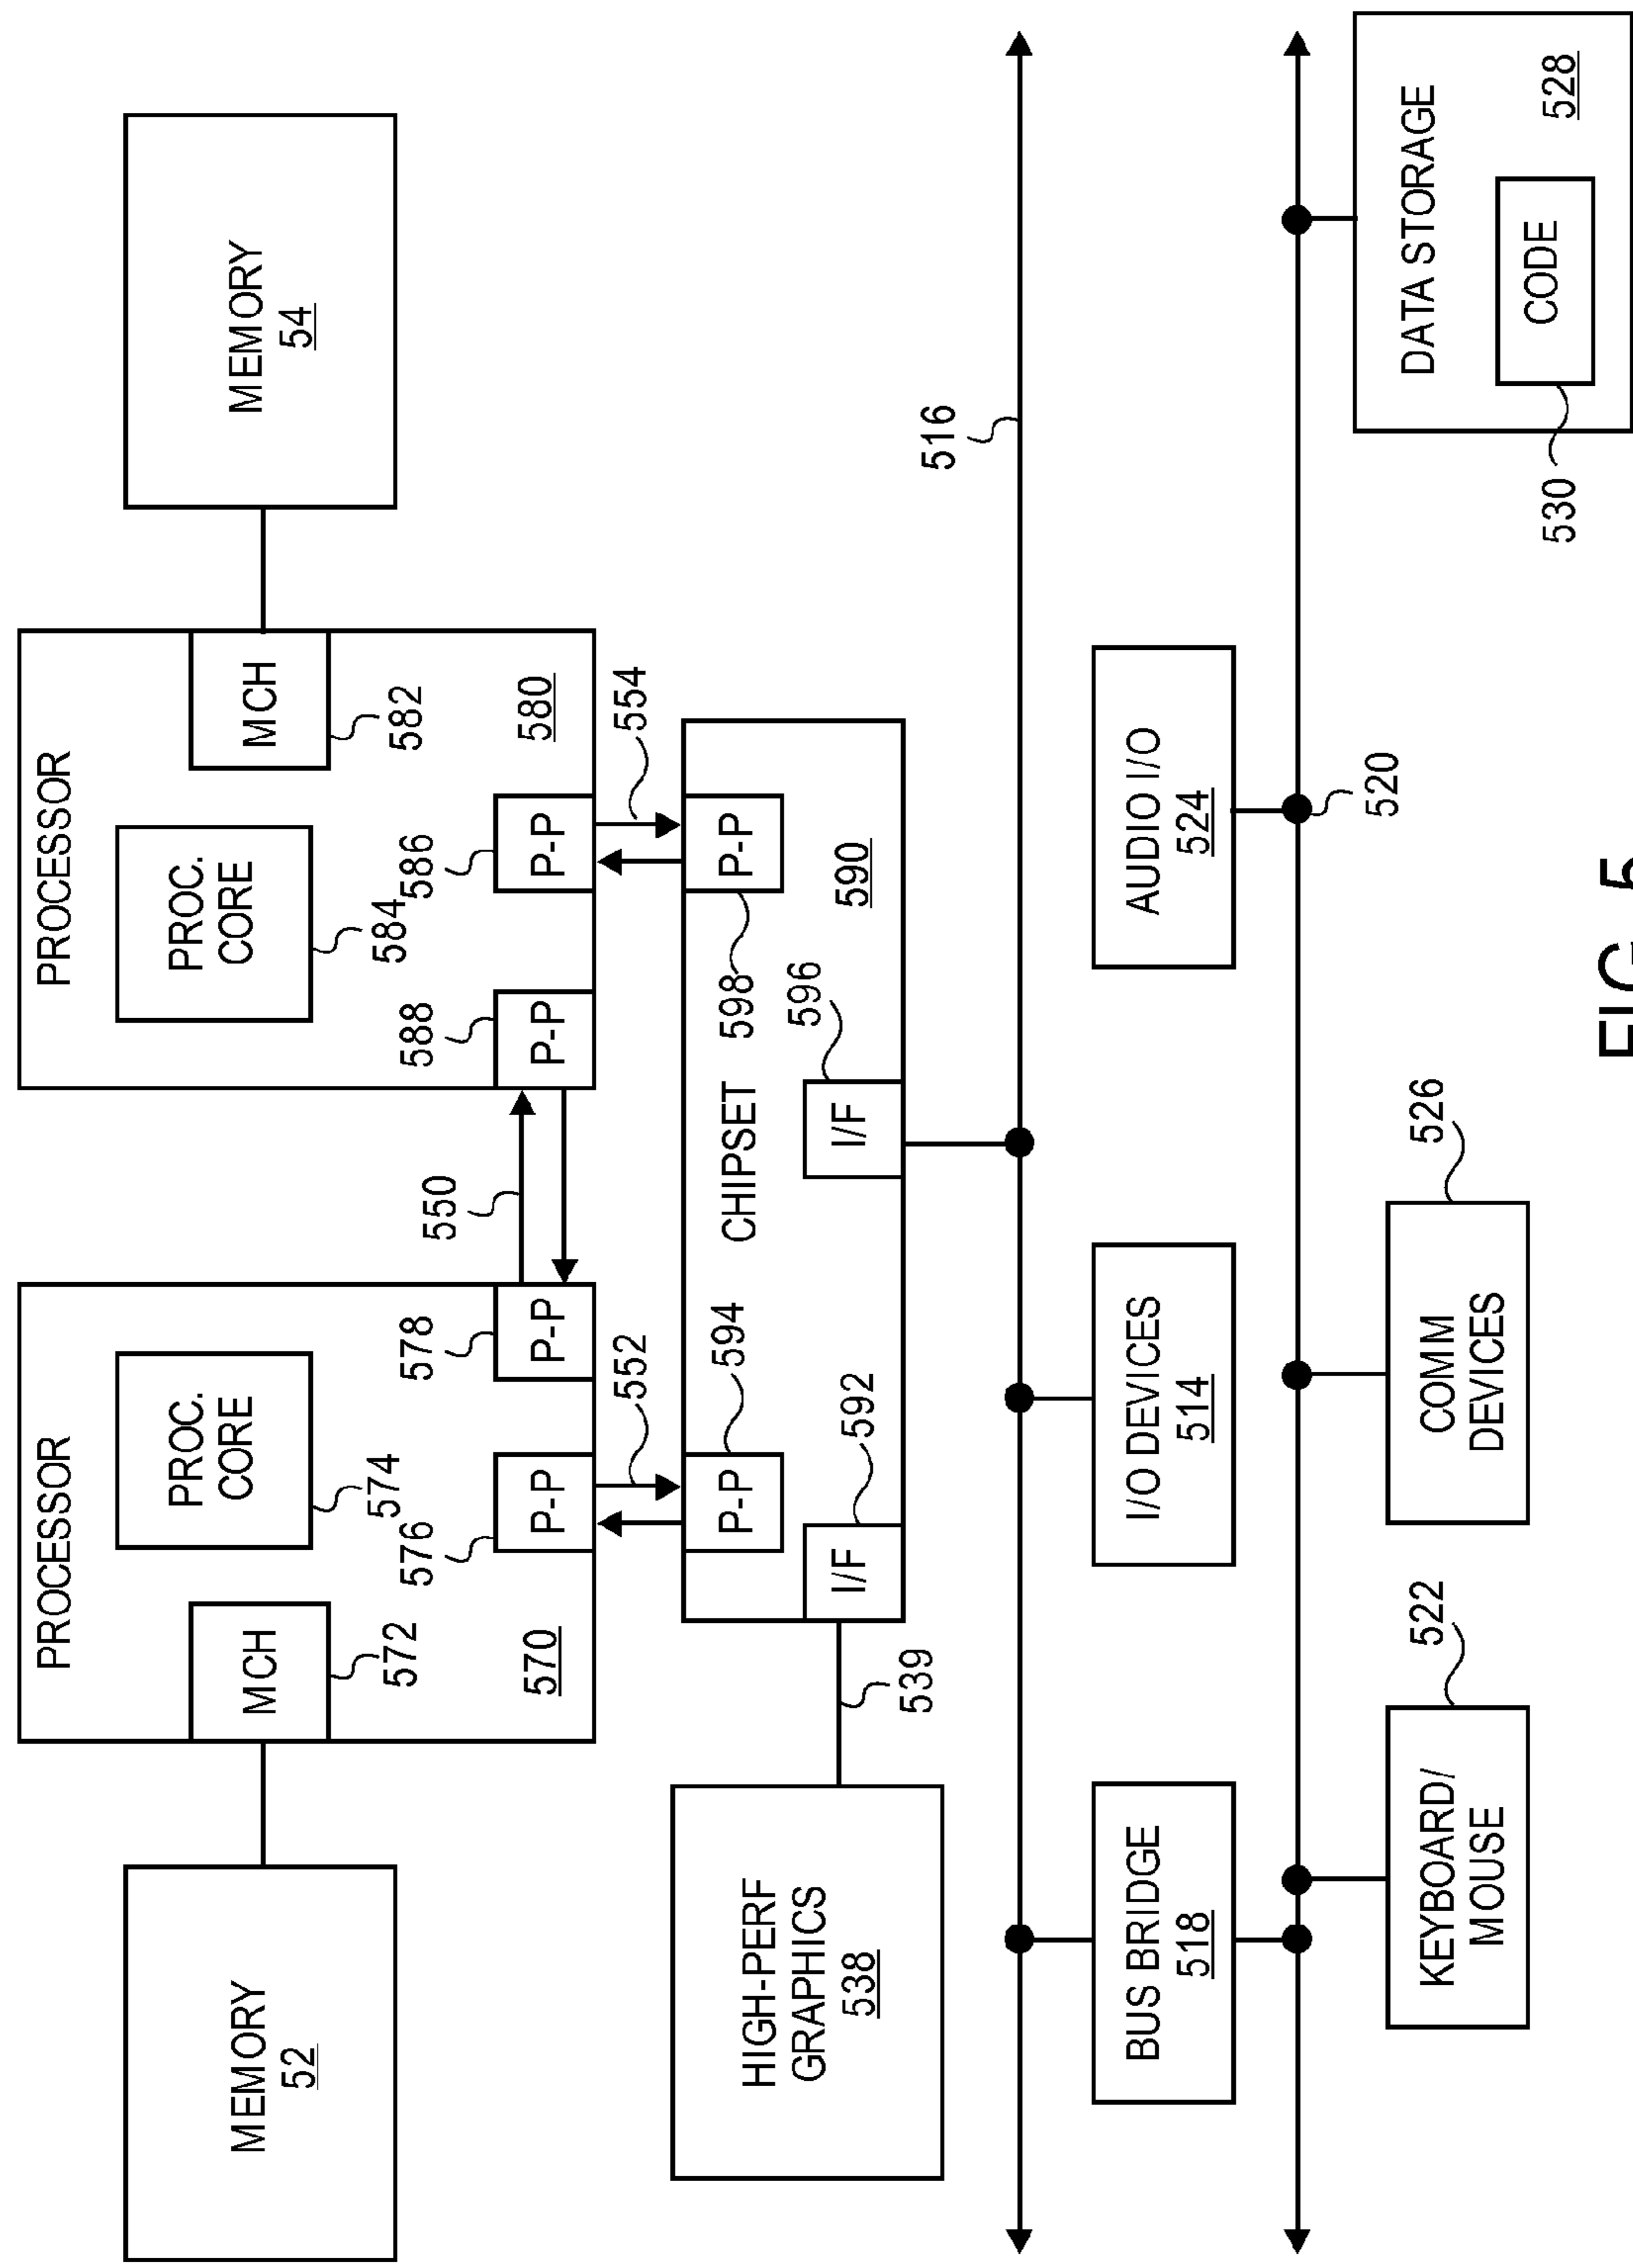 PROCESSOR
PROCESSOR
MEMORY
52
MCH
572
PROC.
CORE
574
576
P-P
578
P-P
570
550
588
P-P
PROC.
CORE
584
586
P-P
MCH
582
580
MEMORY
54
552
554
HIGH-PERF
GRAPHICS
538
539
P-P
594
I/F
592
CHIPSET
I/F
596
P-P
598
590
516
BUS BRIDGE
518
I/O DEVICES
514
AUDIO I/O
524
520
KEYBOARD/
MOUSE
522
COMM
DEVICES
526
DATA STORAGE
CODE
528
530
FIG. 5